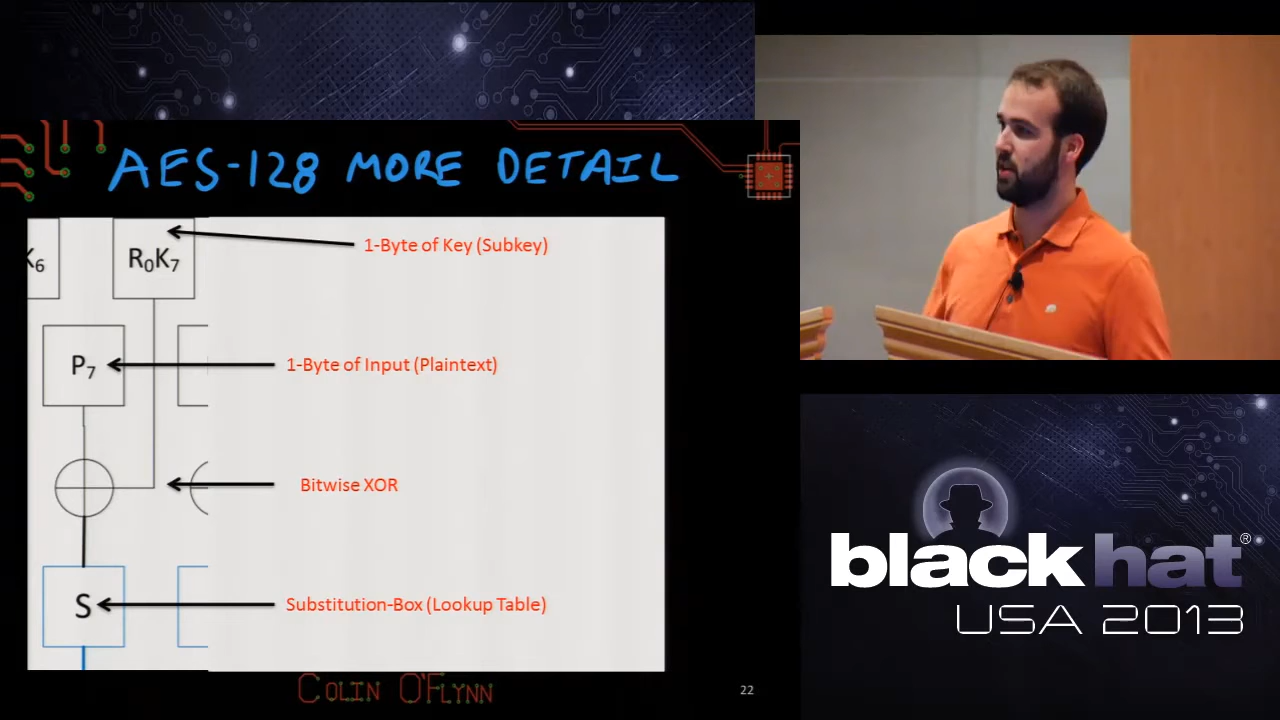 AES-128 MORE DETAIL
K6
R0K7
1-Byte of Key (Subkey)
P7
1-Byte of Input (Plaintext)
Bitwise XOR
S
Substitution-Box (Lookup Table)
COLIN O'FLYNN
22
black hat®
USA 2013